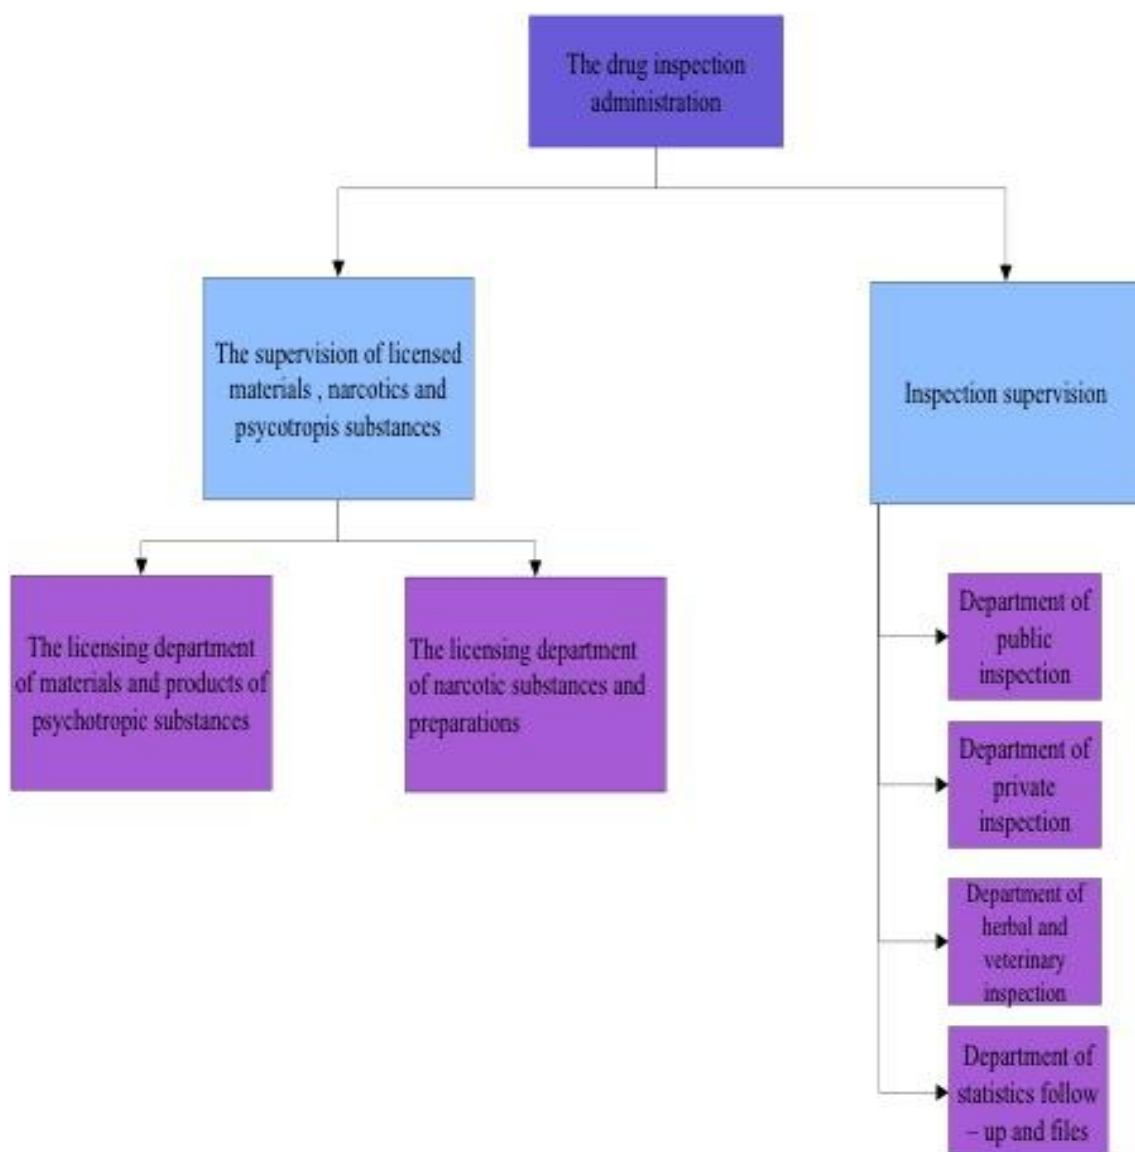 The drug inspection
administration
The supervision of licensed
materials , narcotics and
psycotropis substances
Inspection supervision
The licensing department
of materials and products of
psychotropic substances
The licensing department
of narcotic substances and
preparations
Department of
public
inspection
Department of
private
inspection
Department of
herbal and
veterinary
inspection
Department of
statistics follow
– up and files